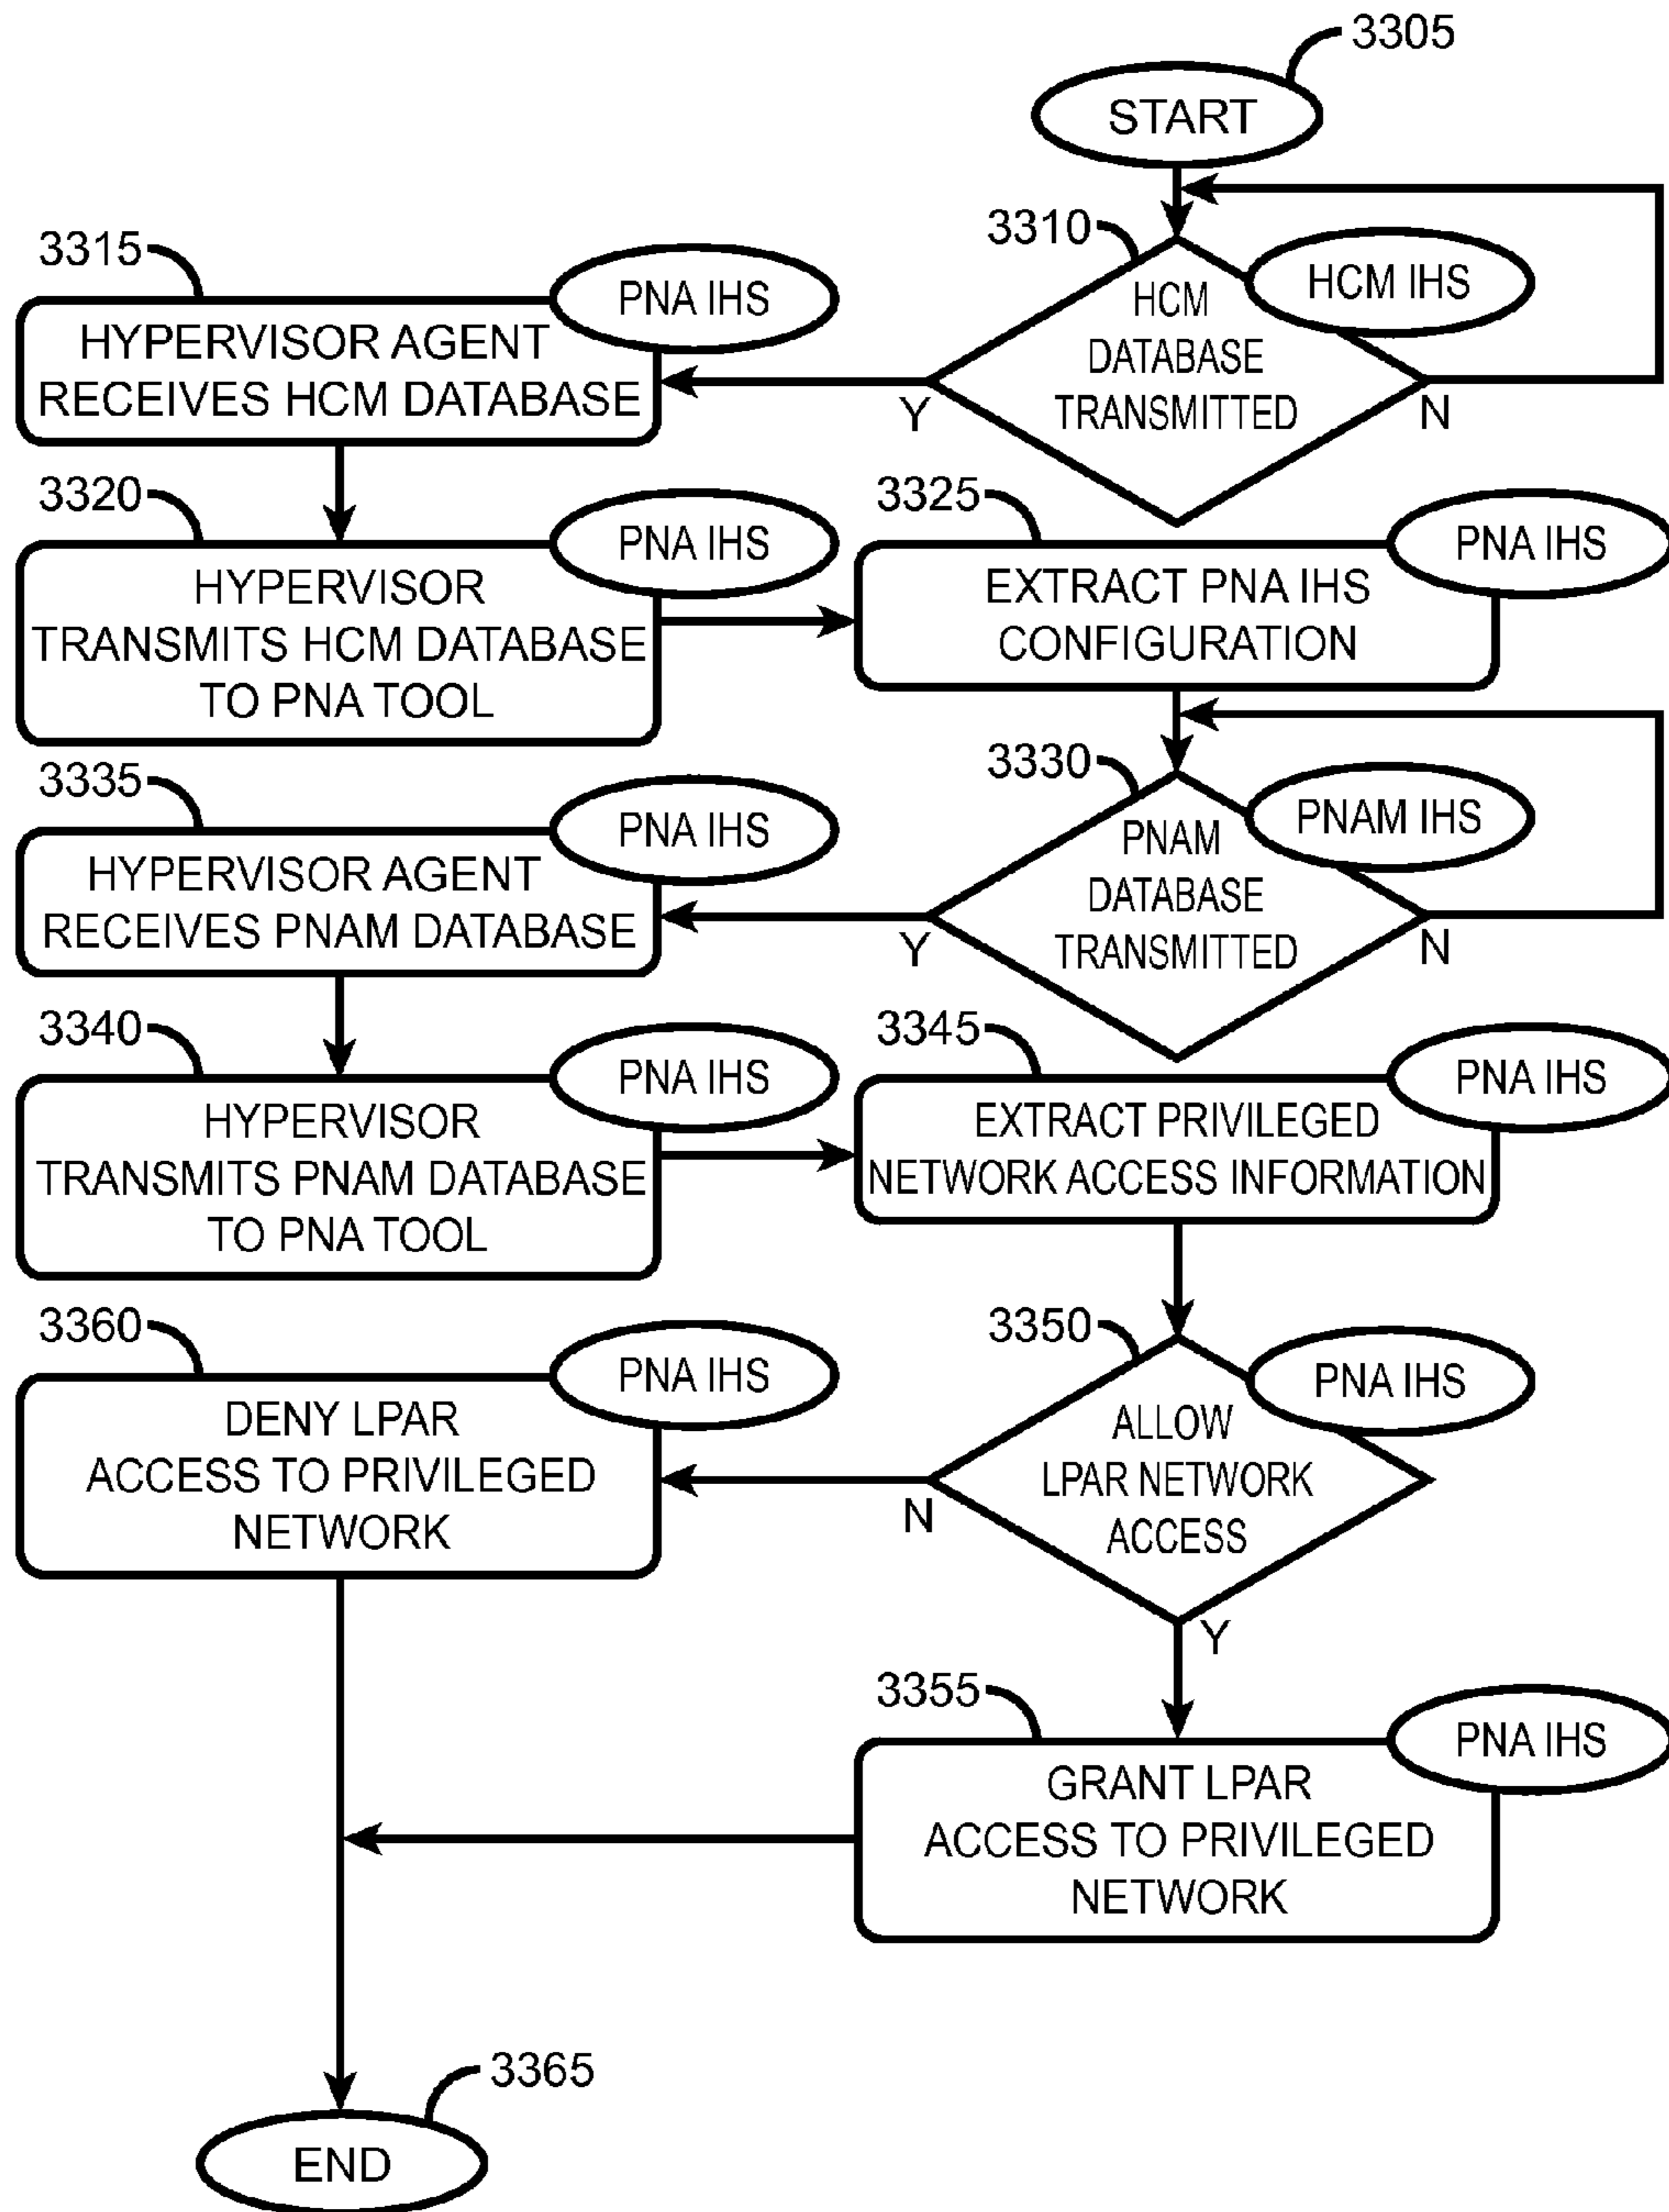 3305
START
3310
HCM IHS
HCM
DATABASE
TRANSMITTED
Y
N
3315
PNA IHS
HYPERVISOR AGENT
RECEIVES HCM DATABASE
3320
PNA IHS
HYPERVISOR
TRANSMITS HCM DATABASE
TO PNA TOOL
3325
PNA IHS
EXTRACT PNA IHS
CONFIGURATION
3330
PNAM IHS
PNAM
DATABASE
TRANSMITTED
Y
N
3335
PNA IHS
HYPERVISOR AGENT
RECEIVES PNAM DATABASE
3340
PNA IHS
HYPERVISOR
TRANSMITS PNAM DATABASE
TO PNA TOOL
3345
PNA IHS
EXTRACT PRIVILEGED
NETWORK ACCESS INFORMATION
3350
PNA IHS
ALLOW
LPAR NETWORK
ACCESS
N
Y
3360
PNA IHS
DENY LPAR
ACCESS TO PRIVILEGED
NETWORK
3355
PNA IHS
GRANT LPAR
ACCESS TO PRIVILEGED
NETWORK
3365
END